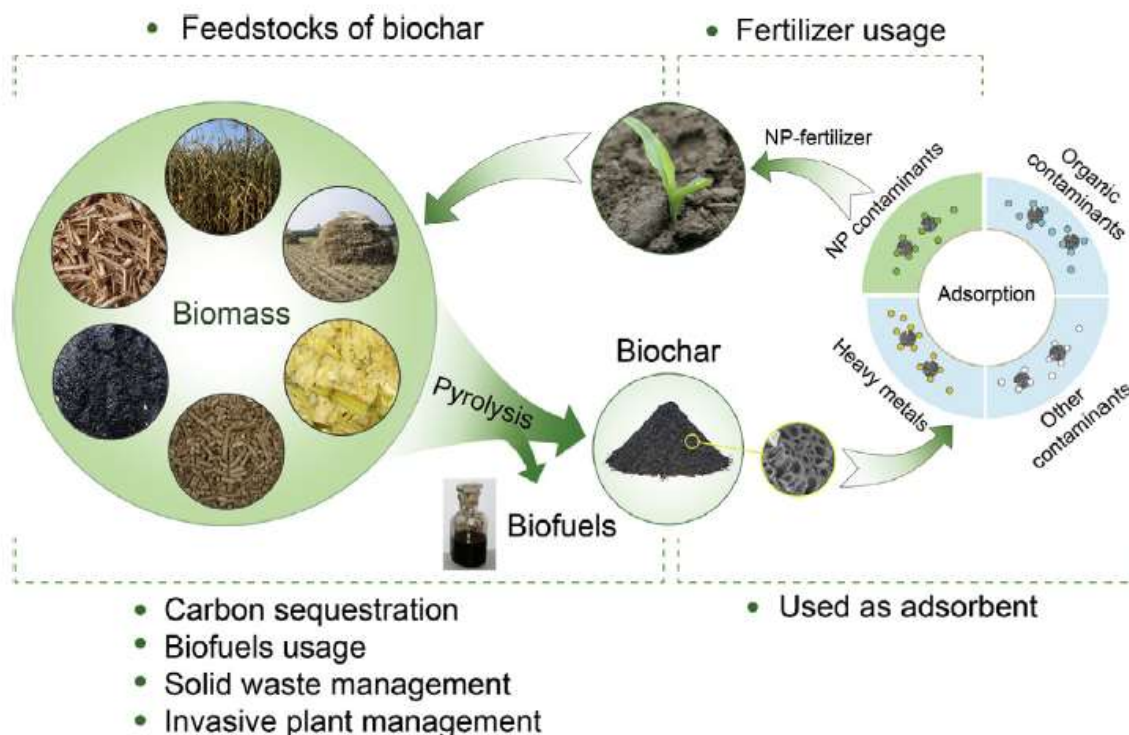 • Feedstocks of biochar
• Fertilizer usage
NP-fertilizer
NP contaminants
Organic
contaminants
Adsorption
Heavy metals
Other
contaminants
Biomass
Pyrolysis
Biochar
Biofuels
• Carbon sequestration
• Biofuels usage
• Solid waste management
• Invasive plant management
• Used as adsorbent